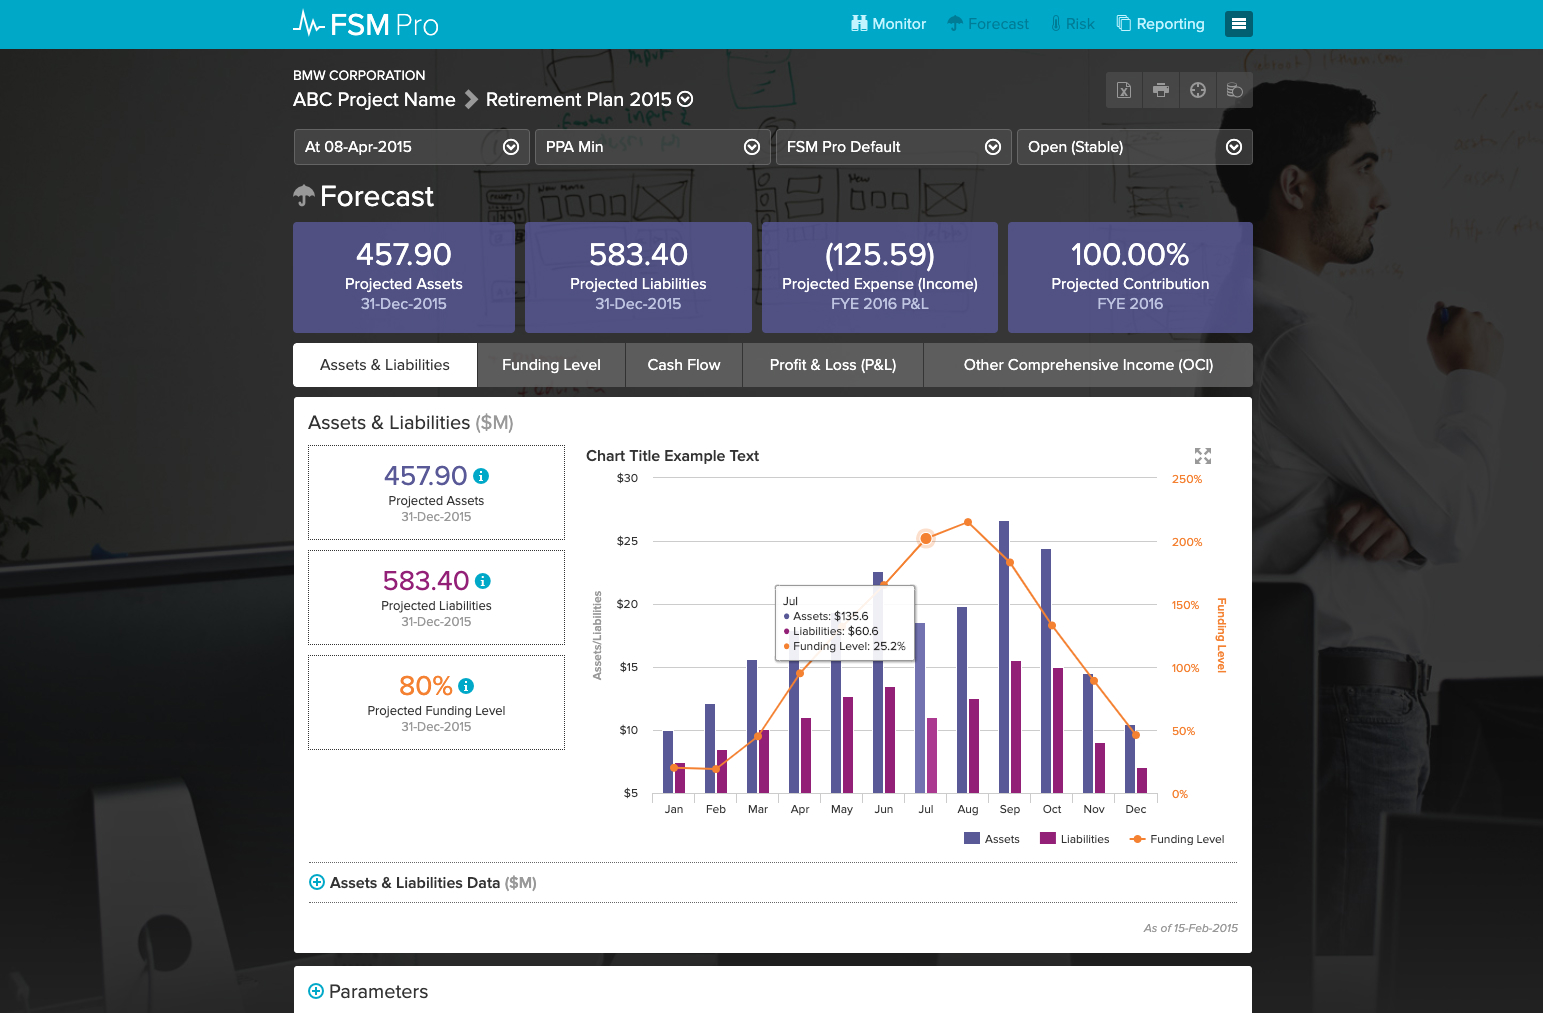 FSM Pro
Monitor
Forecast
Risk
Reporting
BMW CORPORATION
ABC Project Name
Retirement Plan 2015
At 08-Apr-2015
PPA Min
FSM Pro Default
Open (Stable)
Forecast
457.90
Projected Assets
31-Dec-2015
583.40
Projected Liabilities
31-Dec-2015
(125.59)
Projected Expense (Income)
FYE 2016 P&L
100.00%
Projected Contribution
FYE 2016
Assets & Liabilities
Funding Level
Cash Flow
Profit & Loss (P&L)
Other Comprehensive Income (OCI)
Assets & Liabilities ($M)
457.90
Projected Assets
31-Dec-2015
583.40
Projected Liabilities
31-Dec-2015
80%
Projected Funding Level
31-Dec-2015
Chart Title Example Text
$30
$25
$20
$15
$10
$5
Assets/Liabilities
250%
200%
150%
100%
50%
0%
Funding Level
Jul
Assets: $135.6
Liabilities: $60.6
Funding Level: 25.2%
Jan
Feb
Mar
Apr
May
Jun
Jul
Aug
Sep
Oct
Nov
Dec
Assets
Liabilities
Funding Level
Assets & Liabilities Data ($M)
As of 15-Feb-2015
Parameters